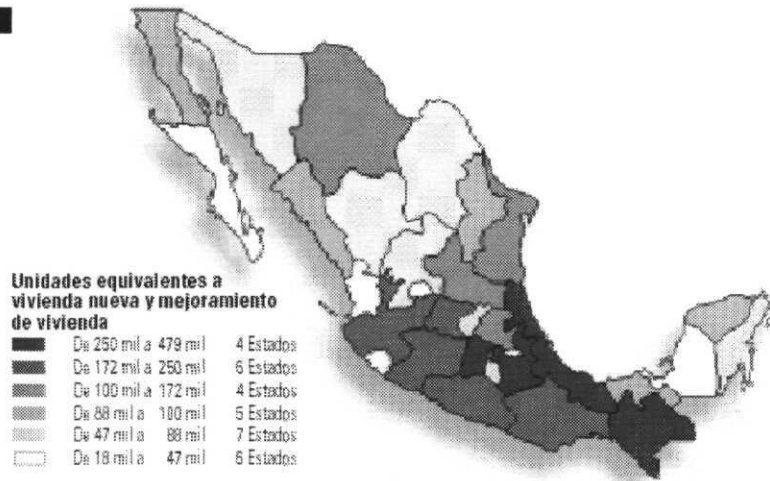 Unidades equivalentes a
vivienda nueva y mejoramiento
de vivienda
De 250 mil a 479 mil 4 Estados
De 172 mil a 250 mil 6 Estados
De 100 mil a 172 mil 4 Estados
De 88 mil a 100 mil 5 Estados
De 47 mil a 88 mil 7 Estados
De 18 mil a 47 mil 6 Estados